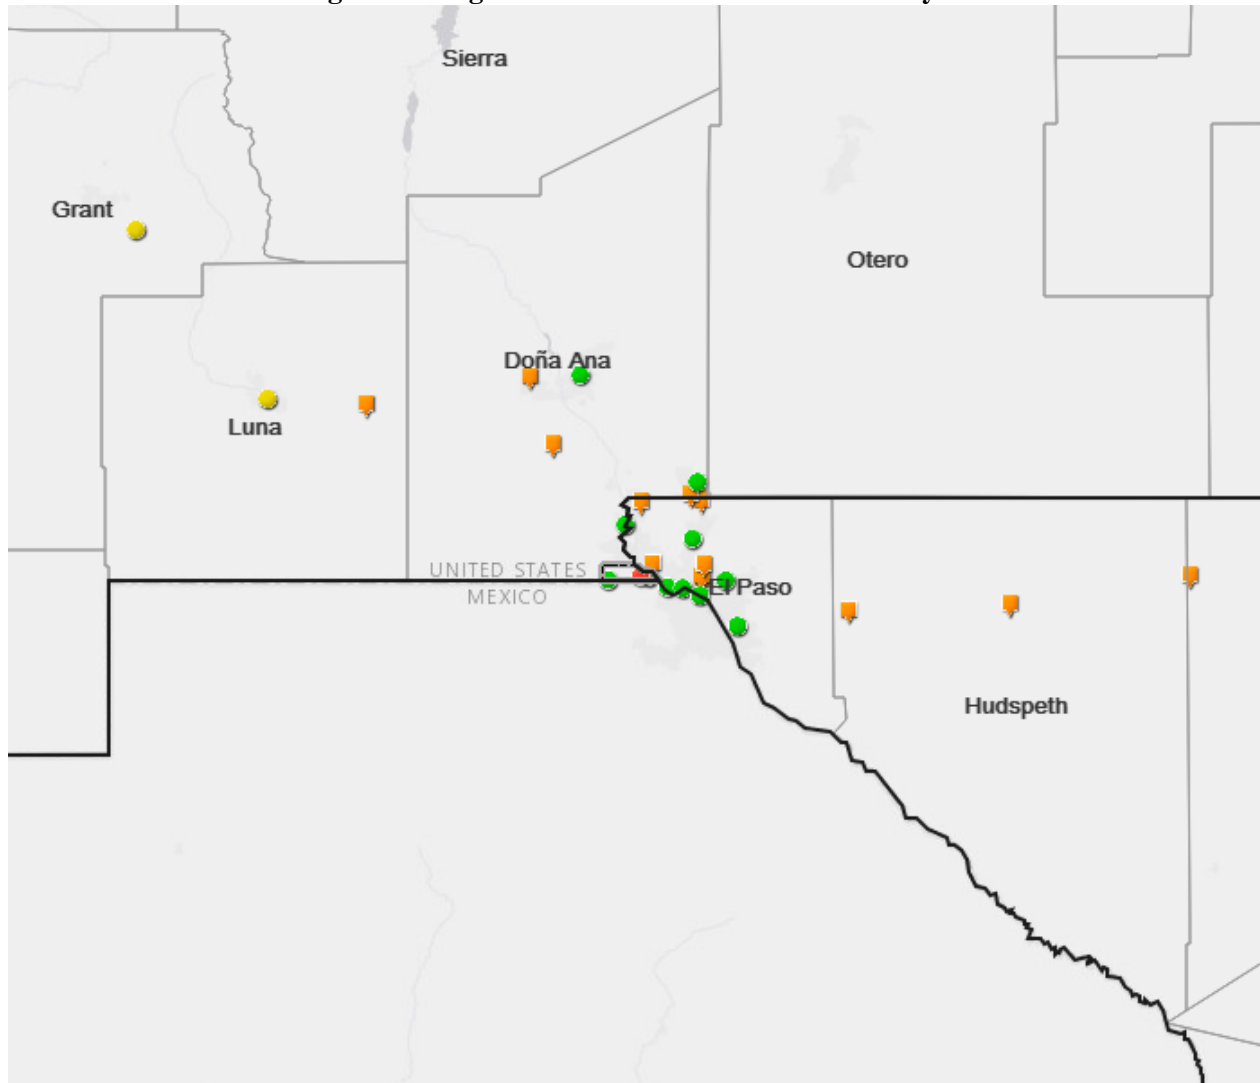 Sierra
Grant
Otero
Doña Ana
Luna
UNITED STATES
MEXICO
El Paso
Hudspeth